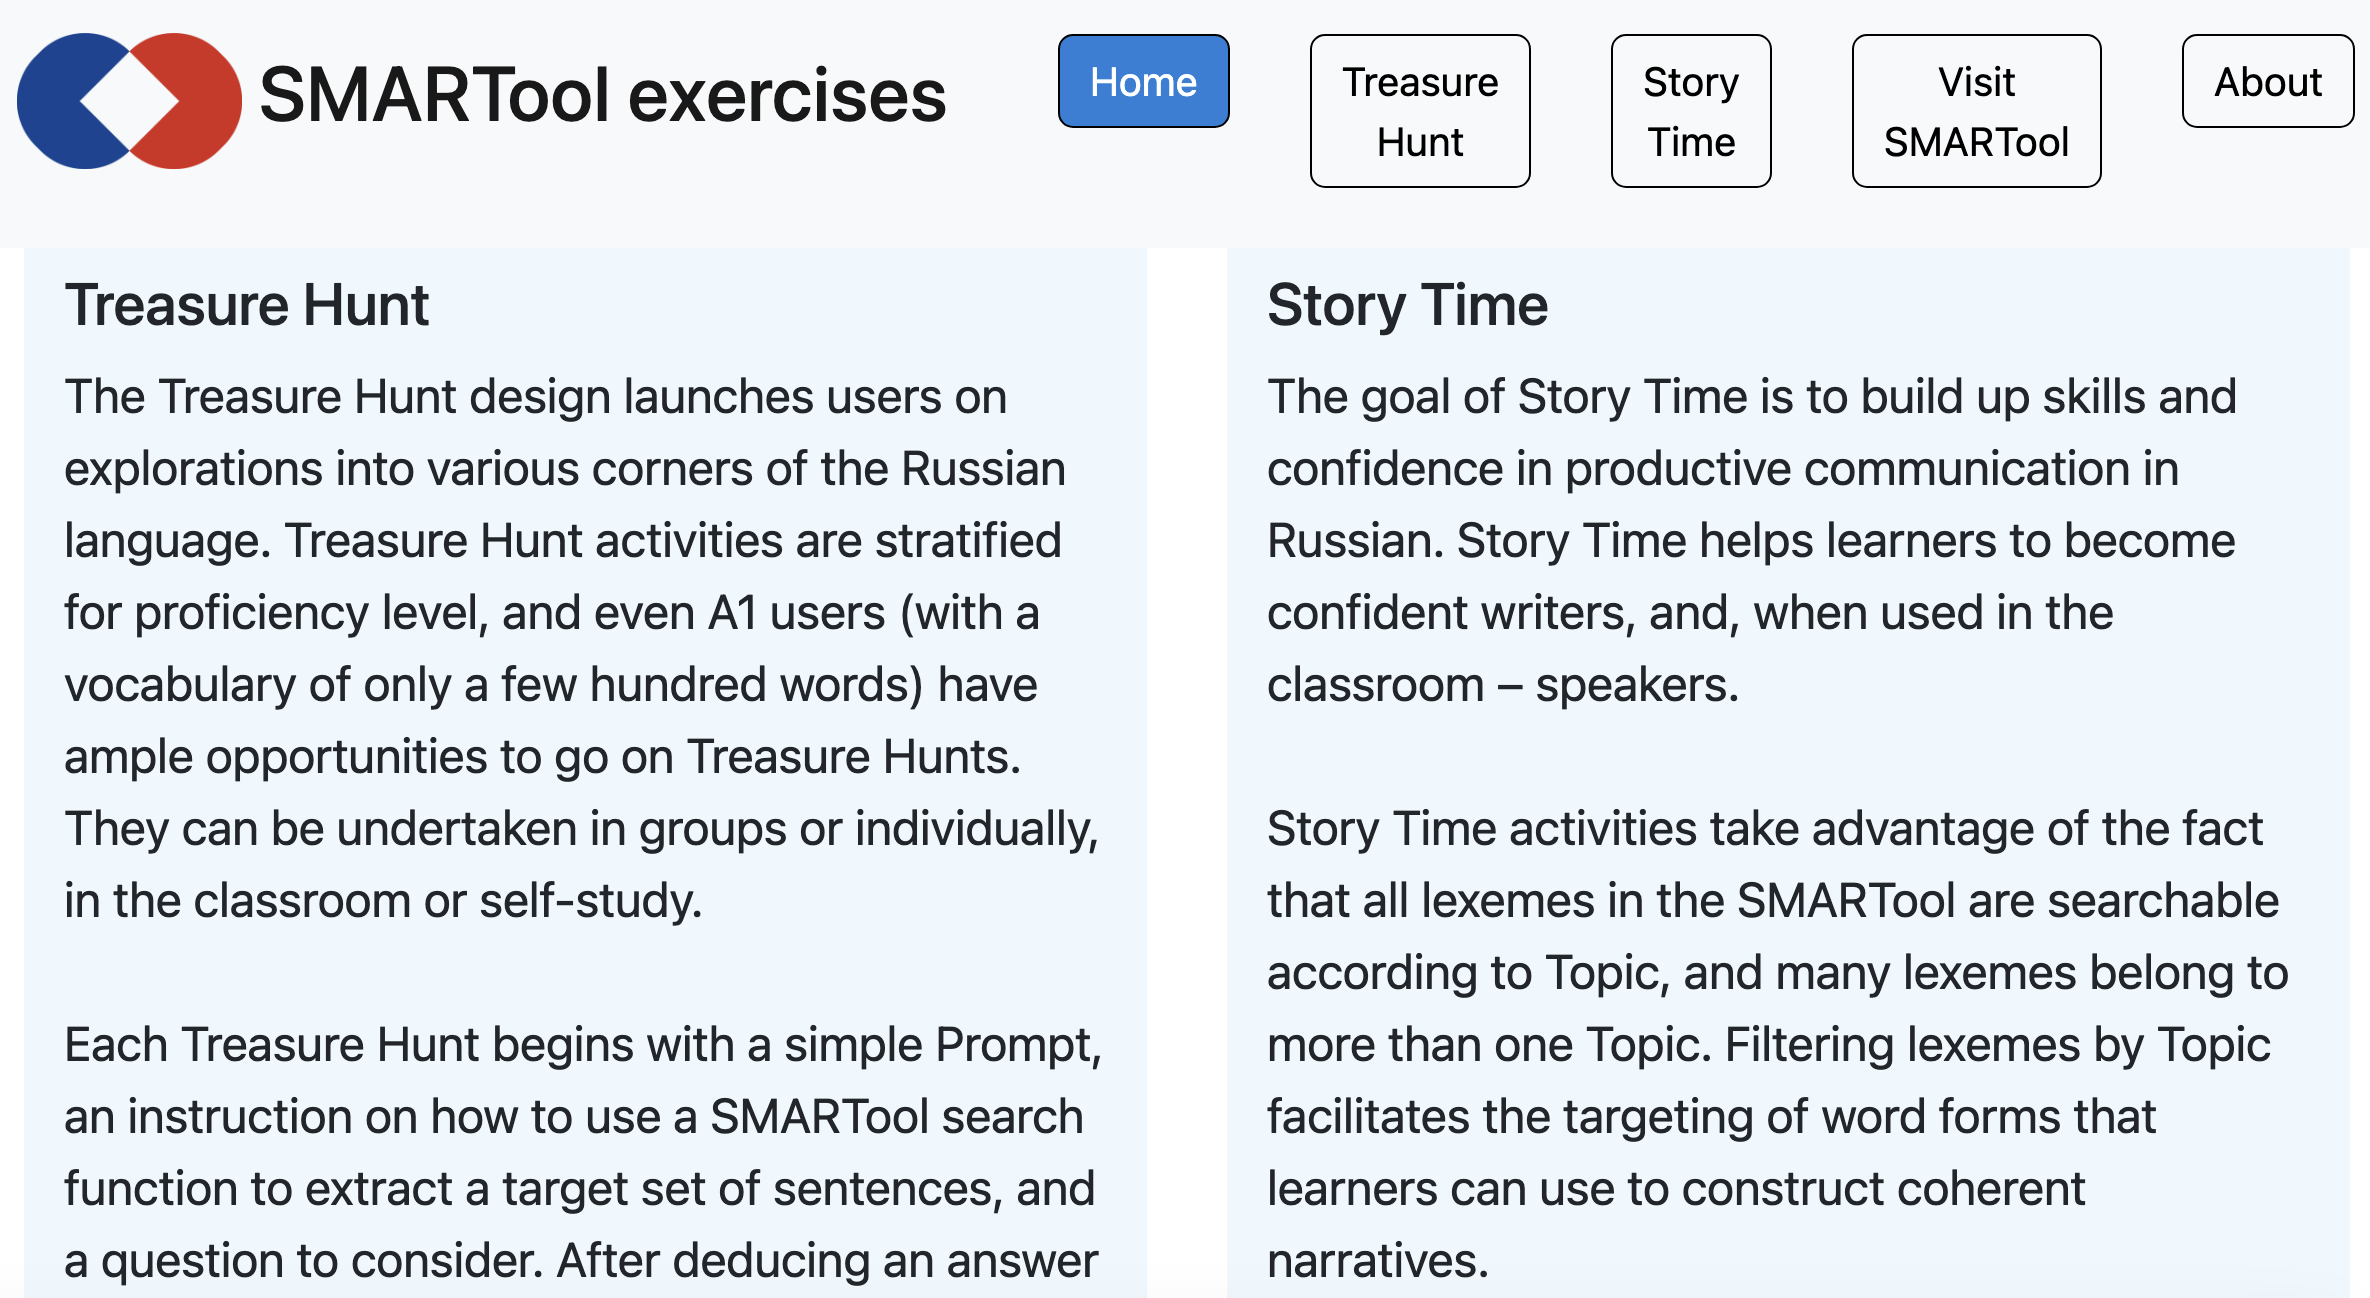 SMARTool exercises
Home
Treasure
Hunt
Story
Time
Visit
SMARTool
About
Treasure Hunt
The Treasure Hunt design launches users on
explorations into various corners of the Russian
language. Treasure Hunt activities are stratified
for proficiency level, and even A1 users (with a
vocabulary of only a few hundred words) have
ample opportunities to go on Treasure Hunts.
They can be undertaken in groups or individually,
in the classroom or self-study.
Each Treasure Hunt begins with a simple Prompt,
an instruction on how to use a SMARTool search
function to extract a target set of sentences, and
a question to consider. After deducing an answer
Story Time
The goal of Story Time is to build up skills and
confidence in productive communication in
Russian. Story Time helps learners to become
confident writers, and, when used in the
classroom – speakers.
Story Time activities take advantage of the fact
that all lexemes in the SMARTool are searchable
according to Topic, and many lexemes belong to
more than one Topic. Filtering lexemes by Topic
facilitates the targeting of word forms that
learners can use to construct coherent
narratives.